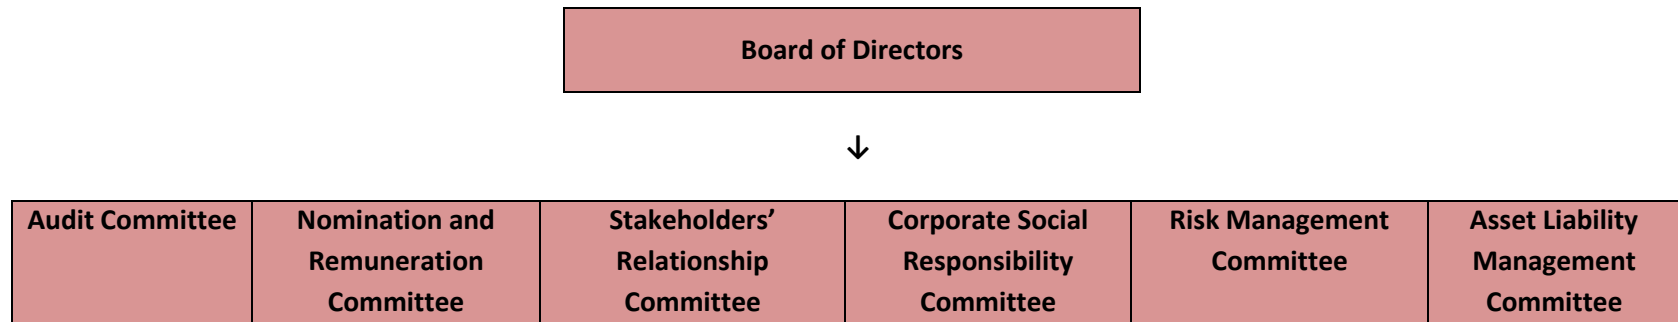 Board of Directors
↓
Audit Committee
Nomination and
Remuneration
Committee
Stakeholders’
Relationship
Committee
Corporate Social
Responsibility
Committee
Risk Management
Committee
Asset Liability
Management
Committee